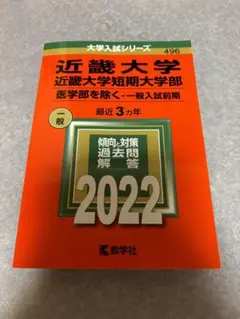 大学入試シリーズ
496
近畿大学
近畿大学短期大学部
医学部を除く-一般入試前期
最近3カ年
一般
傾向と対策
過去問
解答
2022
教学社